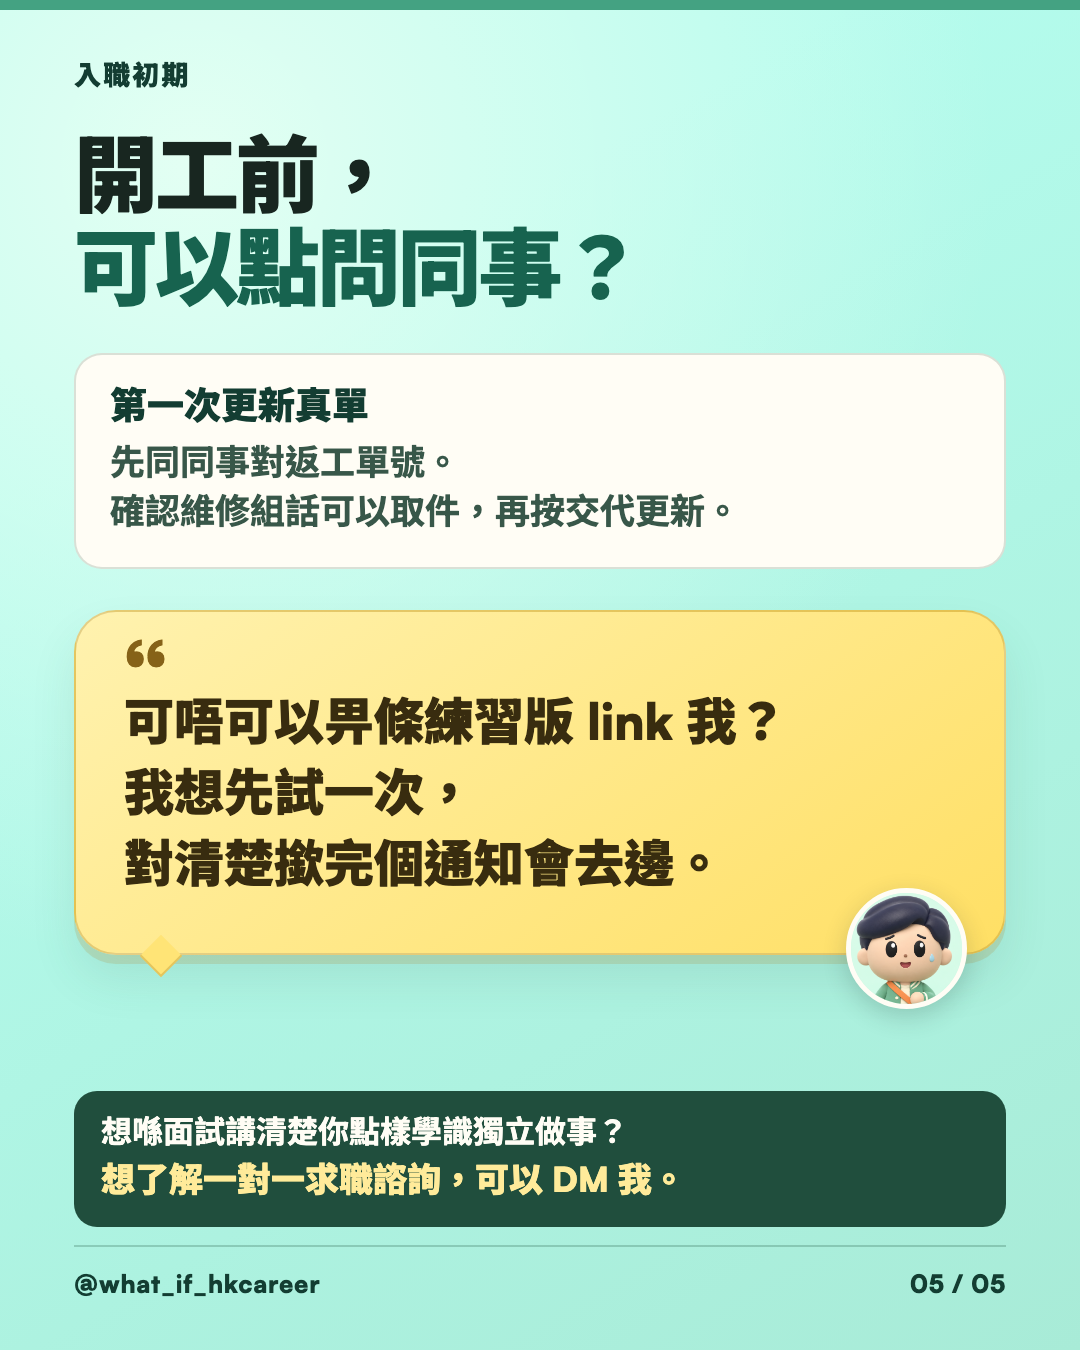 入職初期
開工前，
可以點問同事？
第一次更新真單
先同同事對返工單號。
確認維修組話可以取件，再按交代更新。
“
可唔可以畀條練習版 link 我？
我想先試一次，
對清楚撳完個通知會去邊。
想喺面試講清楚你點樣學識獨立做事？
想了解一對一求職諮詢，可以 DM 我。
@what_if_hkcareer
05 / 05